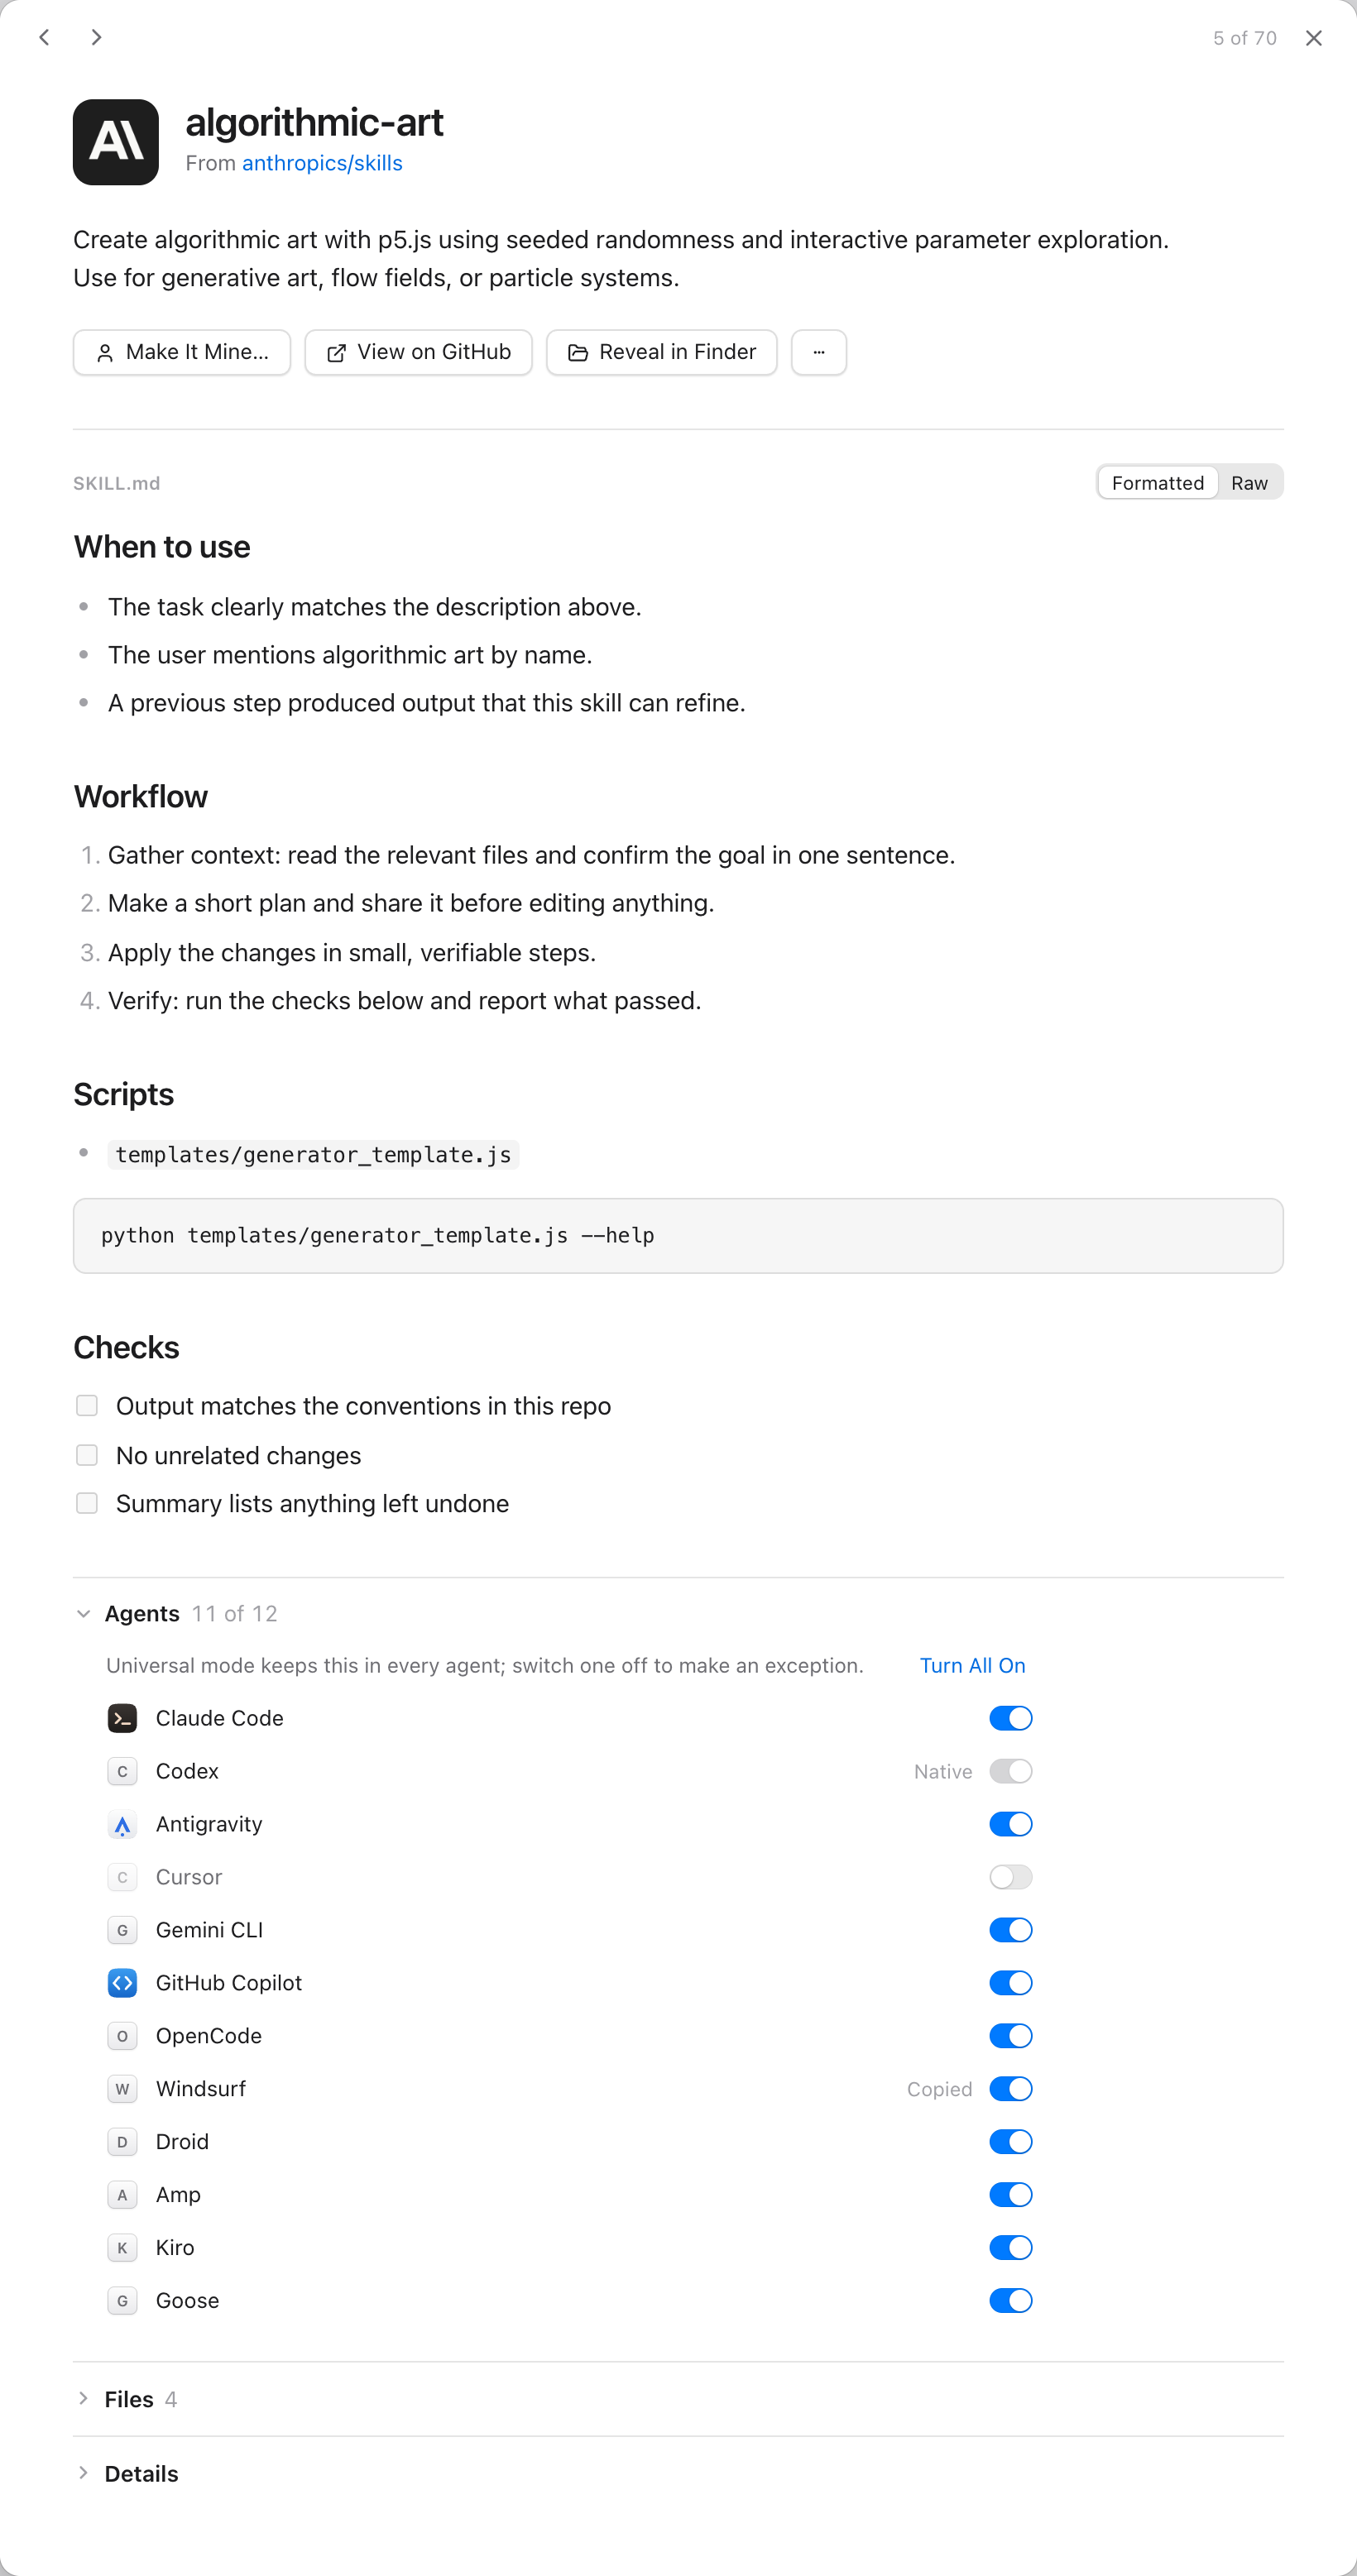 5 of 70
algorithmic-art
From anthropics/skills
Create algorithmic art with p5.js using seeded randomness and interactive parameter exploration.
Use for generative art, flow fields, or particle systems.
Make It Mine...
View on GitHub
Reveal in Finder
...
SKILL.md
Formatted
Raw
When to use
• The task clearly matches the description above.
• The user mentions algorithmic art by name.
• A previous step produced output that this skill can refine.
Workflow
1. Gather context: read the relevant files and confirm the goal in one sentence.
2. Make a short plan and share it before editing anything.
3. Apply the changes in small, verifiable steps.
4. Verify: run the checks below and report what passed.
Scripts
• templates/generator_template.js
python templates/generator_template.js --help
Checks
Output matches the conventions in this repo
No unrelated changes
Summary lists anything left undone
Agents 11 of 12
Universal mode keeps this in every agent; switch one off to make an exception. Turn All On
Claude Code
C Codex Native
Antigravity
C Cursor
G Gemini CLI
GitHub Copilot
O OpenCode
W Windsurf Copied
D Droid
A Amp
K Kiro
G Goose
Files 4
Details